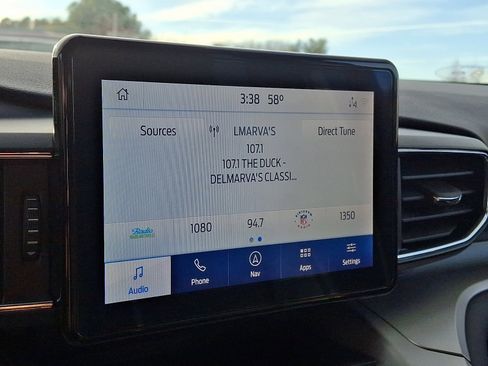 3:38 58°
Sources
LMARVA'S
Direct Tune
107.1
107.1 THE DUCK -
DELMARVA'S CLASSI...
Radio
1080
94.7
1350
Audio
Phone
Nav
Apps
Settings